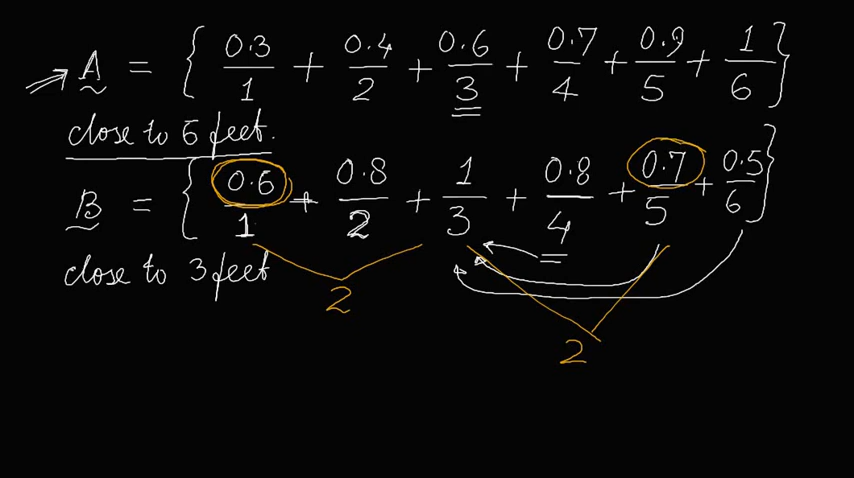 A = { 0.3/1 + 0.4/2 + 0.6/3 + 0.7/4 + 0.9/5 + 1/6 }
close to 6 feet.
B = { 0.6/1 + 0.8/2 + 1/3 + 0.8/4 + 0.7/5 + 0.5/6 }
close to 3 feet
2
2